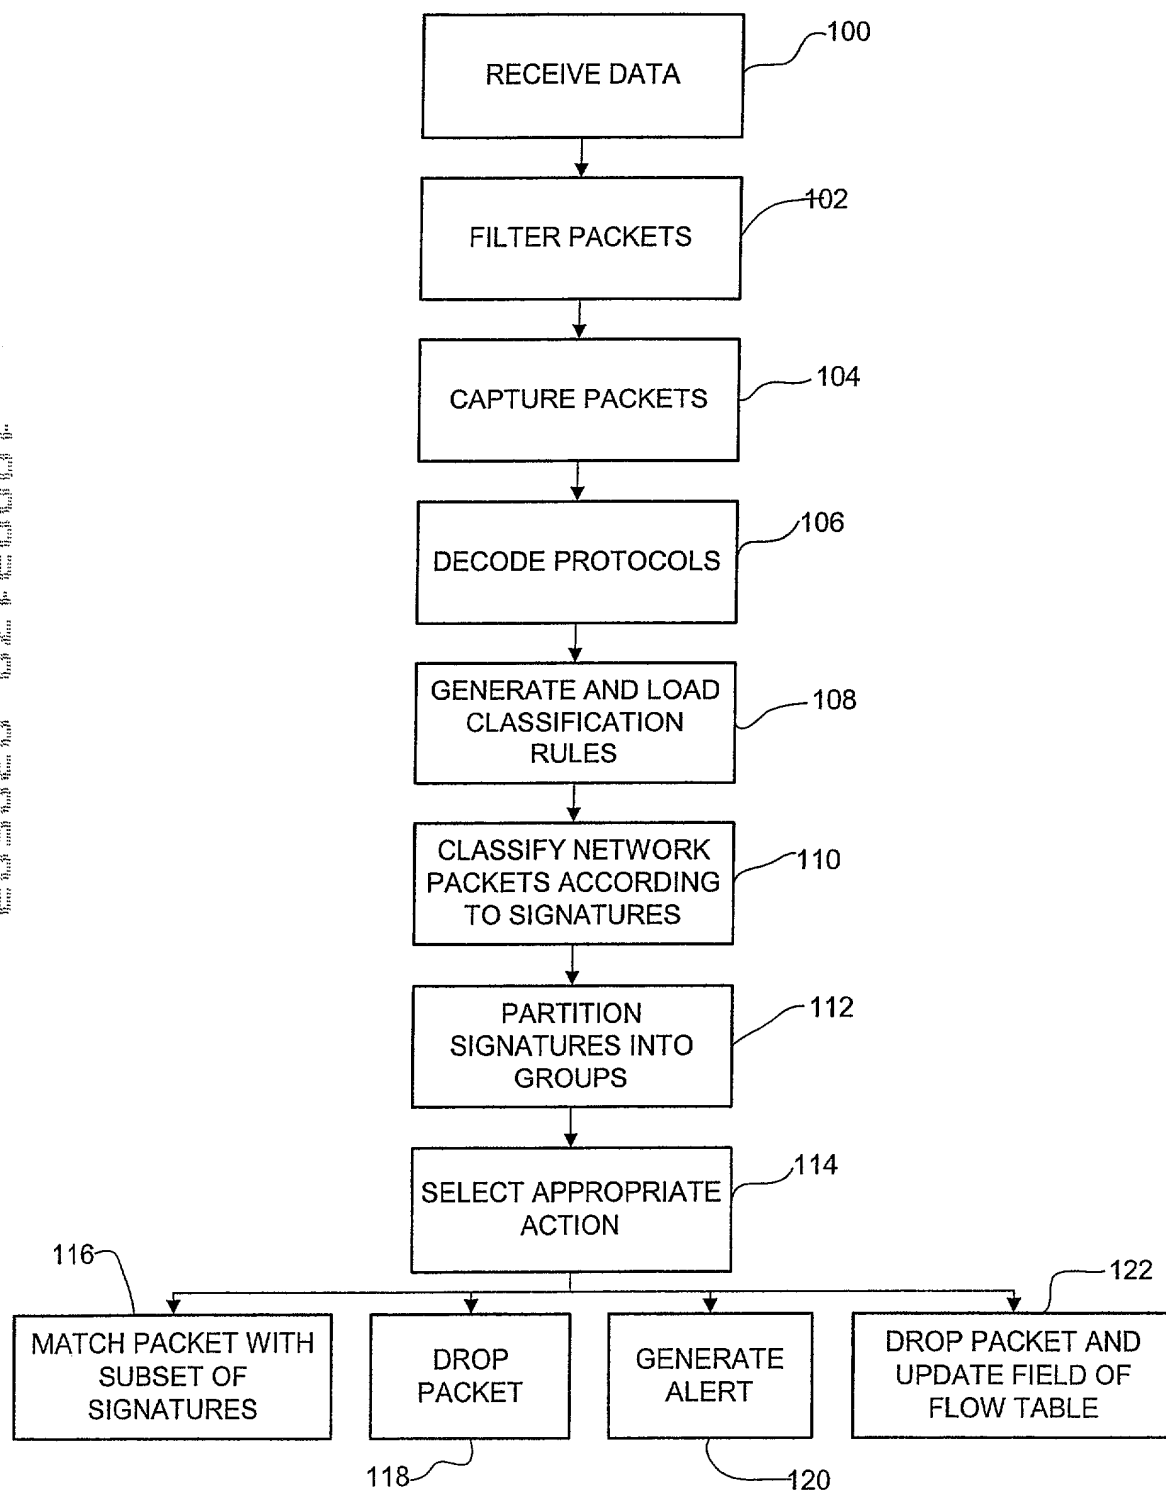 100
RECEIVE DATA
102
FILTER PACKETS
104
CAPTURE PACKETS
106
DECODE PROTOCOLS
108
GENERATE AND LOAD
CLASSIFICATION
RULES
110
CLASSIFY NETWORK
PACKETS ACCORDING
TO SIGNATURES
112
PARTITION
SIGNATURES INTO
GROUPS
114
SELECT APPROPRIATE
ACTION
116
MATCH PACKET WITH
SUBSET OF
SIGNATURES
DROP
PACKET
118
GENERATE
ALERT
120
122
DROP PACKET AND
UPDATE FIELD OF
FLOW TABLE